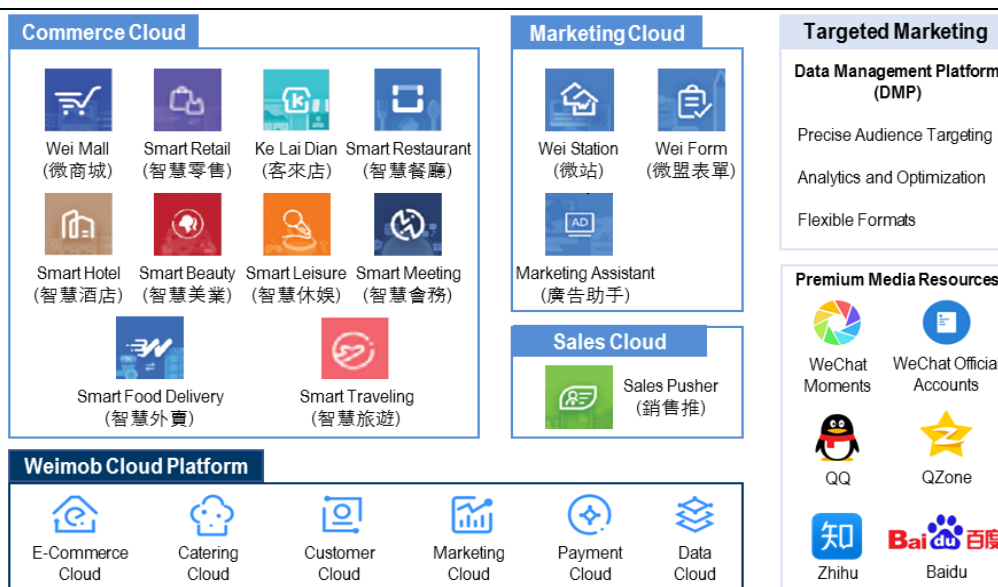 Commerce Cloud
Wei Mall
(微商城)
Smart Retail
(智慧零售)
Ke Lai Dian
(客來店)
Smart Restaurant
(智慧餐廳)
Smart Hotel
(智慧酒店)
Smart Beauty
(智慧美業)
Smart Leisure
(智慧休娛)
Smart Meeting
(智慧會務)
Smart Food Delivery
(智慧外賣)
Smart Traveling
(智慧旅遊)
Marketing Cloud
Wei Station
(微站)
Wei Form
(微盟表單)
AD
Marketing Assistant
(廣告助手)
Sales Cloud
Sales Pusher
(銷售推)
Weimob Cloud Platform
E-Commerce
Cloud
Catering
Cloud
Customer
Cloud
Marketing
Cloud
Payment
Cloud
Data
Cloud
Targeted Marketing
Data Management Platform
(DMP)
Precise Audience Targeting
Analytics and Optimization
Flexible Formats
Premium Media Resources
WeChat
Moments
WeChat Official
Accounts
QQ
QZone
知
Zhihu
Bai du 百度
Baidu